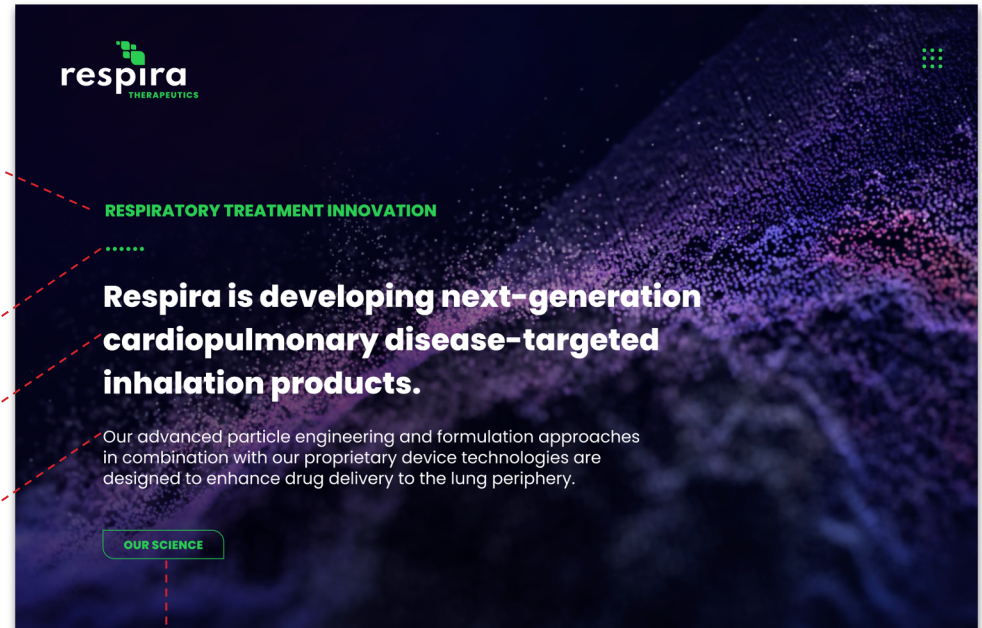 respira
THERAPEUTICS
RESPIRATORY TREATMENT INNOVATION
Respira is developing next-generation
cardiopulmonary disease-targeted
inhalation products.
Our advanced particle engineering and formulation approaches
in combination with our proprietary device technologies are
designed to enhance drug delivery to the lung periphery.
OUR SCIENCE